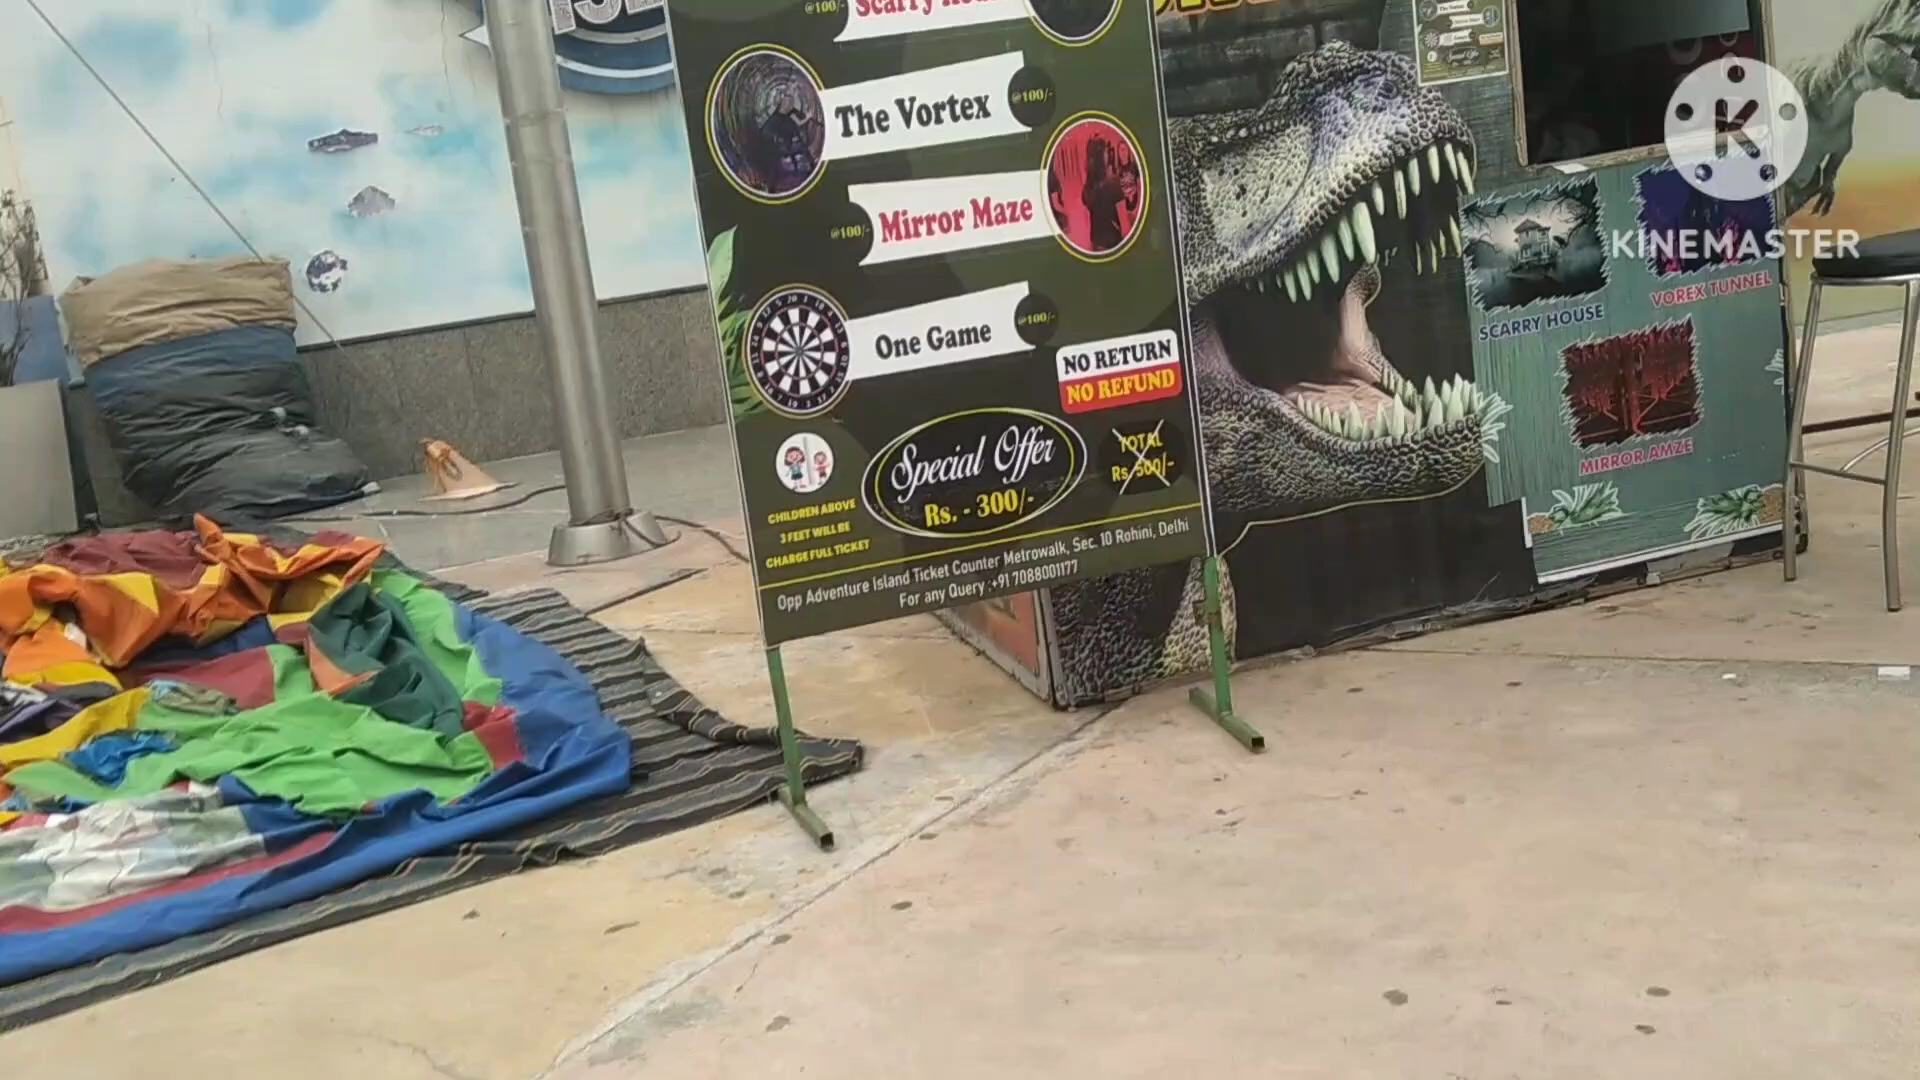 @100/-
The Vortex @100/-
@100/- Mirror Maze
One Game @100/-
NO RETURN
NO REFUND
Special Offer
Rs. - 300/-
TOTAL
Rs 500/-
CHILDREN ABOVE
3 FEET WILL BE
CHARGE FULL TICKET
Opp Adventure Island Ticket Counter Metrowalk, Sec. 10 Rohini, Delhi
For any Query :+91 7088001177
SCARRY HOUSE
VOREX TUNNEL
MIRROR AMZE
K
KINEMASTER